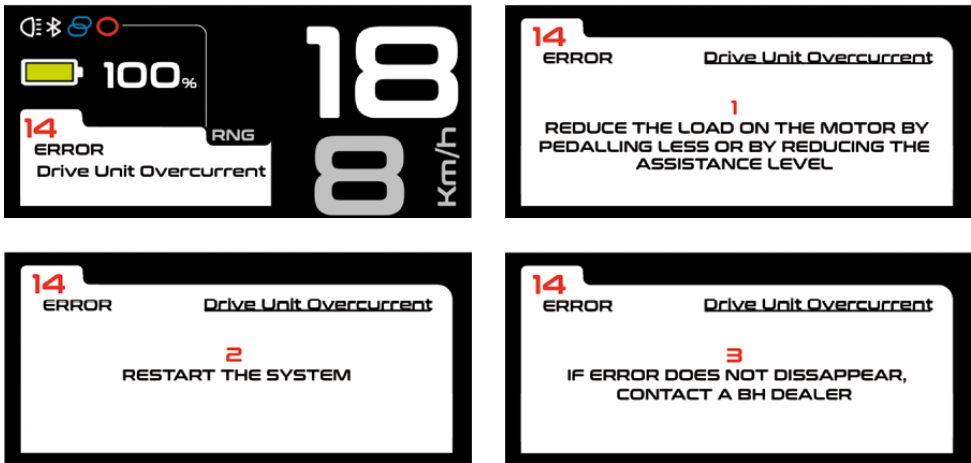 100%
18
8
Km/h
RNG
14
ERROR
Drive Unit Overcurrent
14
ERROR
Drive Unit Overcurrent
1
REDUCE THE LOAD ON THE MOTOR BY
PEDALLING LESS OR BY REDUCING THE
ASSISTANCE LEVEL
14
ERROR
Drive Unit Overcurrent
2
RESTART THE SYSTEM
14
ERROR
Drive Unit Overcurrent
3
IF ERROR DOES NOT DISSAPPEAR,
CONTACT A BH DEALER